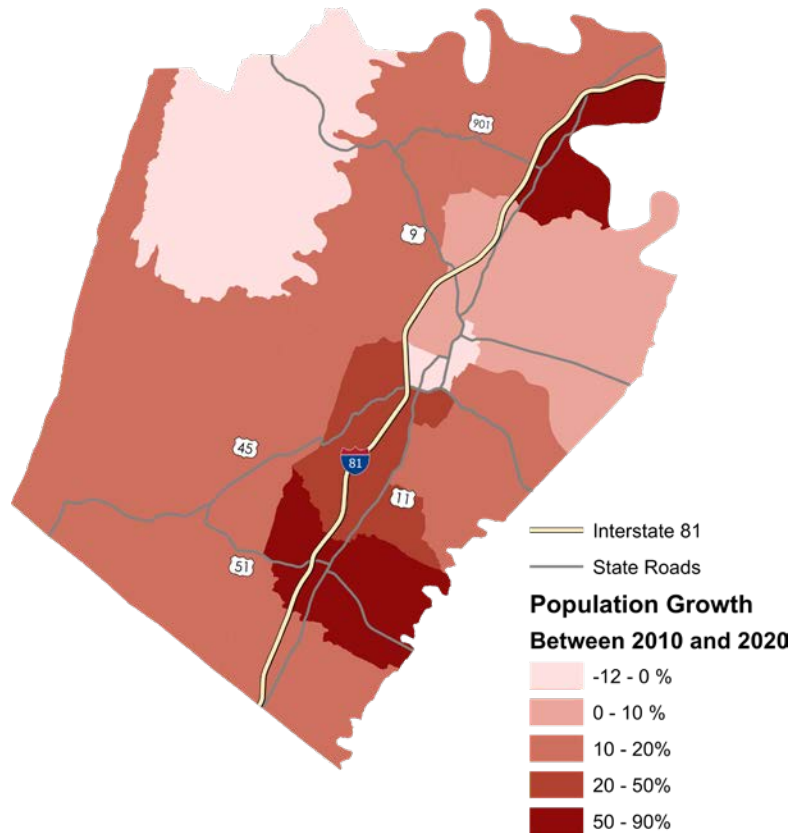 901
9
45
81
11
51
Interstate 81
State Roads
Population Growth
Between 2010 and 2020
-12 - 0 %
0 - 10 %
10 - 20%
20 - 50%
50 - 90%